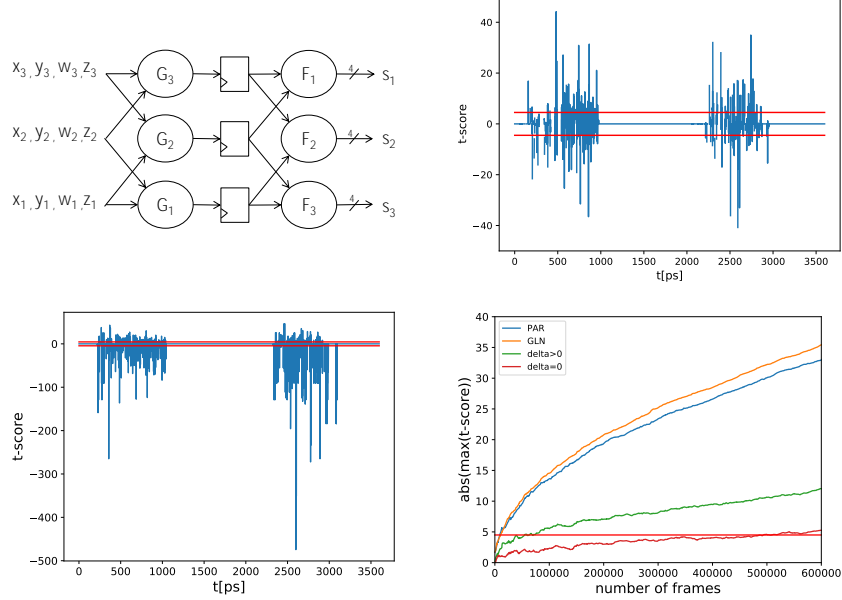 x3, y3, w3,z3
G3
F1
4
s1
x2, y2, w2,z2
G2
F2
4
s2
x1, y1, w1,z1
G1
F3
4
s3
t-score
40
20
0
−20
−40
0 500 1000 1500 2000 2500 3000 3500
t[ps]
t-score
0
−100
−200
−300
−400
−500
0 500 1000 1500 2000 2500 3000 3500
t[ps]
abs(max(t-score))
40
35
30
25
20
15
10
5
0
PAR
GLN
delta>0
delta=0
0 100000 200000 300000 400000 500000 600000
number of frames